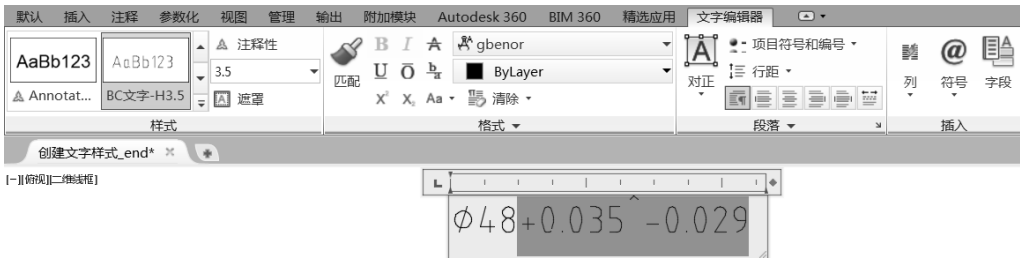 默认 插入 注释 参数化 视图 管理 输出 附加模块 Autodesk 360 BIM 360 精选应用 文字编辑器
AaBb123 AaBb123 注释性 B I A gbenor 项目符号和编号
3.5 匹配 U O b/a ByLayer 对正 行距 列 @ 符号 字段
Annotat... BC文字-H3.5 A 遮罩 X² X₂ Aa 清除
样式 格式 段落 插入
创建文字样式_end*
[-][俯视][二维线框]
Ø48+0.035^-0.029